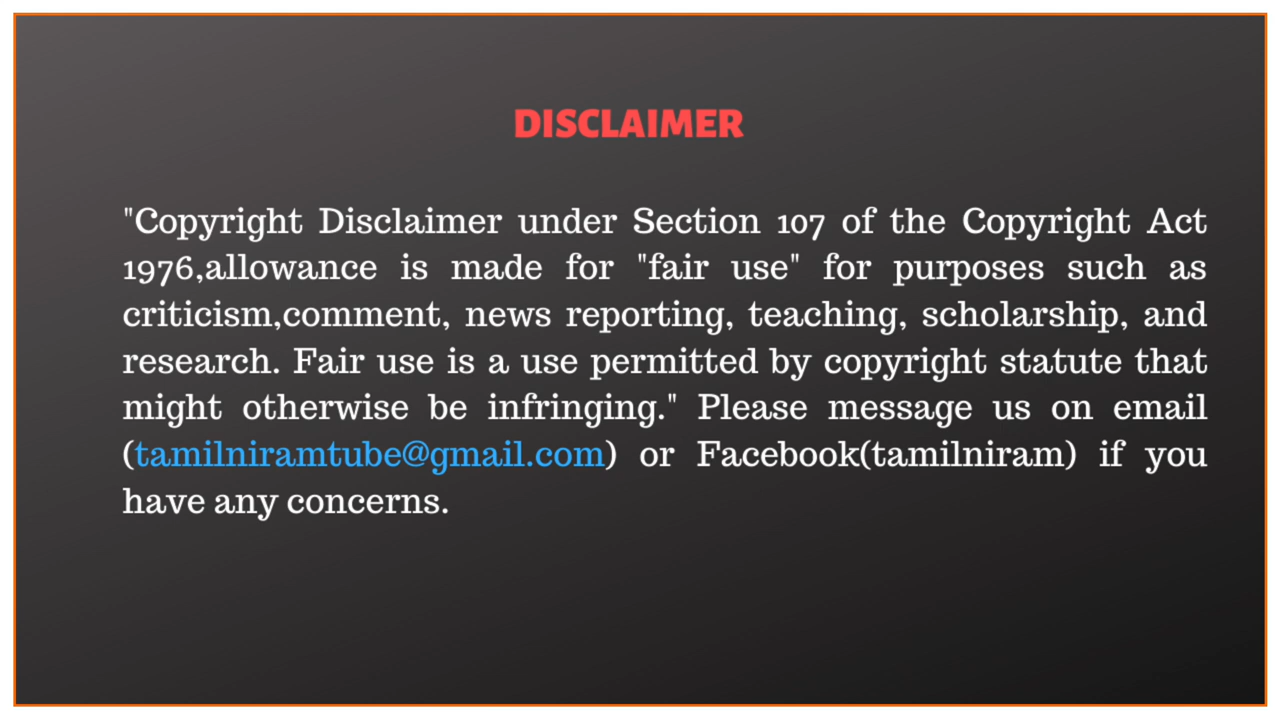 DISCLAIMER
"Copyright Disclaimer under Section 107 of the Copyright Act
1976,allowance is made for "fair use" for purposes such as
criticism,comment, news reporting, teaching, scholarship, and
research. Fair use is a use permitted by copyright statute that
might otherwise be infringing." Please message us on email
(tamilniramtube@gmail.com) or Facebook(tamilniram) if you
have any concerns.